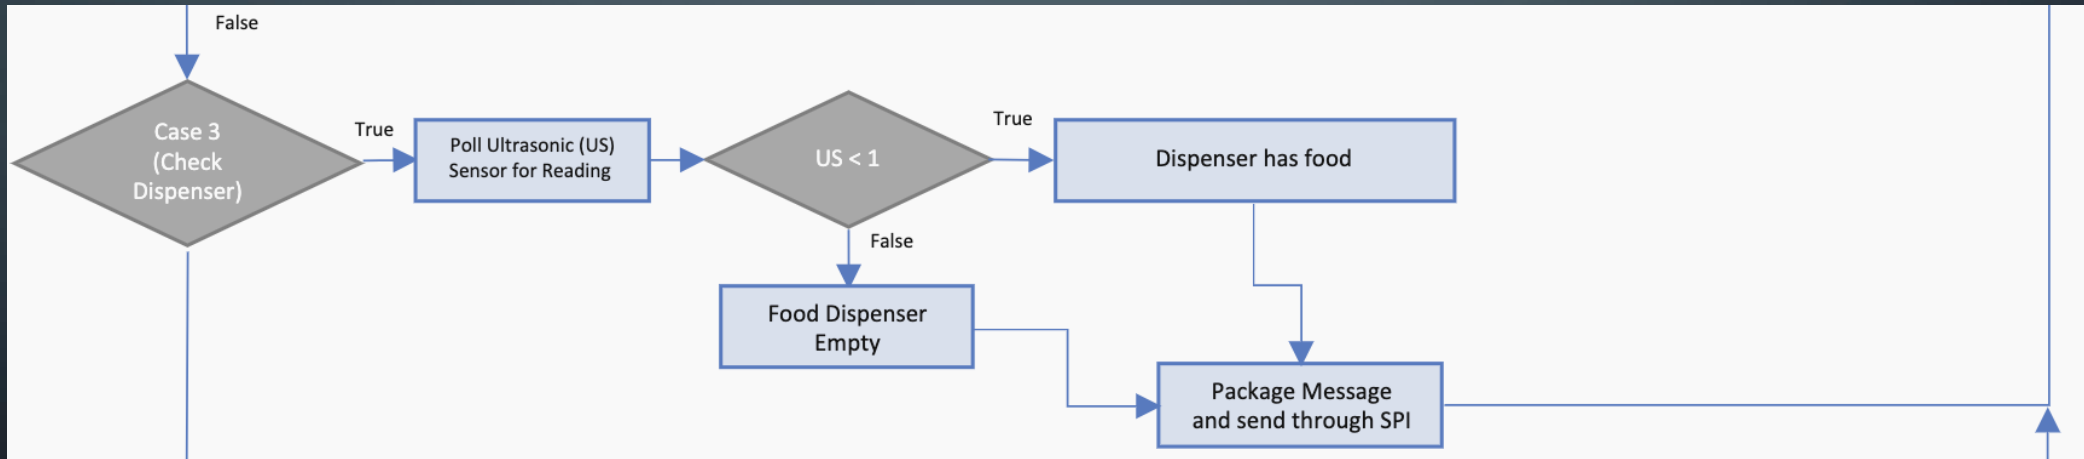 False
Case 3
(Check
Dispenser)
True
Poll Ultrasonic (US)
Sensor for Reading
US < 1
True
Dispenser has food
False
Food Dispenser
Empty
Package Message
and send through SPI